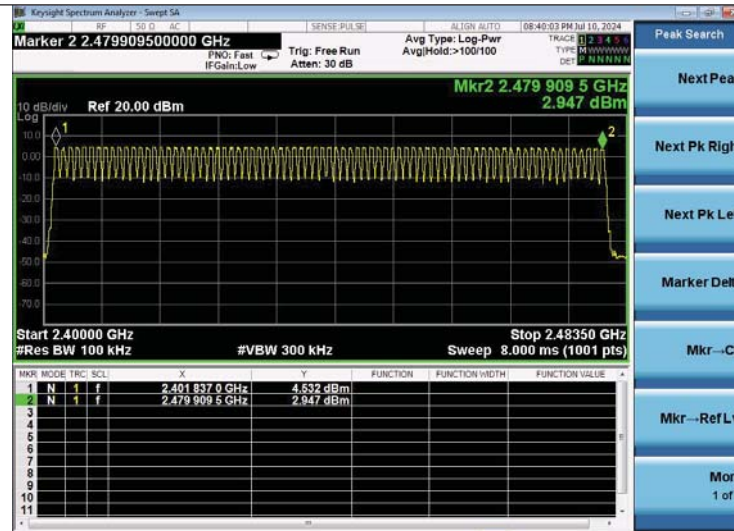 Keysight Spectrum Analyzer - Swept SA
RF 50 Ω AC SENSE:PULSE ALIGN AUTO 08:40:03 PM Jul 10, 2024
Marker 2 2.479909500000 GHz
PNO: Fast
IFGain:Low
Trig: Free Run
Atten: 30 dB
Avg Type: Log-Pwr
Avg|Hold:>100/100
TRACE 1 2 3 4 5 6
TYPE M WWWWW
DET P N N N N N
Mkr2 2.479 909 5 GHz
2.947 dBm
10 dB/div Ref 20.00 dBm
Log
1
2
10.0
0.00
-10.0
-20.0
-30.0
-40.0
-50.0
-60.0
-70.0
Start 2.40000 GHz Stop 2.48350 GHz
#Res BW 100 kHz #VBW 300 kHz Sweep 8.000 ms (1001 pts)
MKR MODE TRC SCL X Y FUNCTION FUNCTION WIDTH FUNCTION VALUE
1 N 1 f 2.401 837 0 GHz 4.532 dBm
2 N 1 f 2.479 909 5 GHz 2.947 dBm
3
4
5
6
7
8
9
10
11
Peak Search
Next Pea
Next Pk Righ
Next Pk Le
Marker Delt
Mkr→C
Mkr→Ref Lv
Mor
1 of